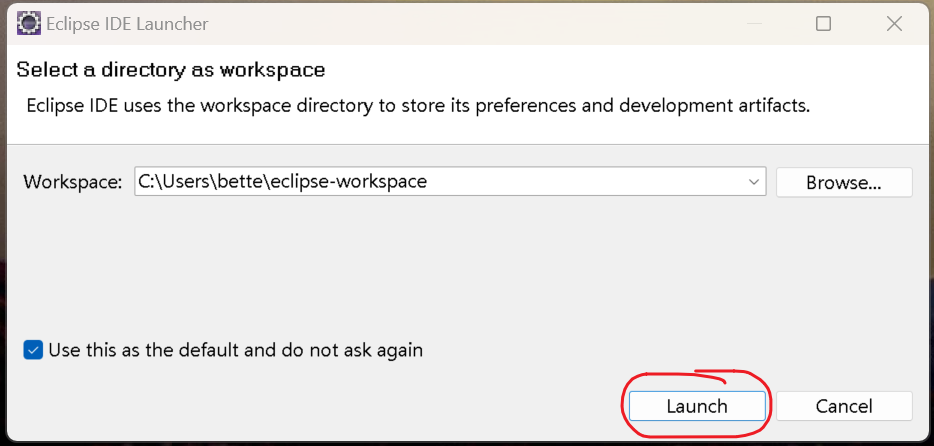 Eclipse IDE Launcher
Select a directory as workspace
Eclipse IDE uses the workspace directory to store its preferences and development artifacts.
Workspace: C:\Users\bette\eclipse-workspace Browse...
Use this as the default and do not ask again
Launch Cancel